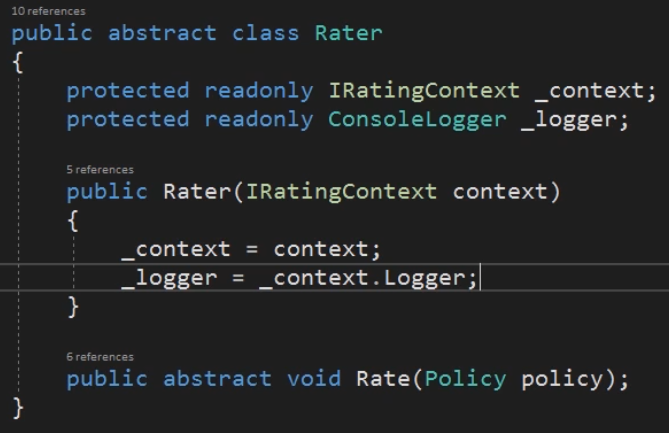 10 references
public abstract class Rater
{
    protected readonly IRatingContext _context;
    protected readonly ConsoleLogger _logger;
    5 references
    public Rater(IRatingContext context)
    {
        _context = context;
        _logger = _context.Logger;
    }
    6 references
    public abstract void Rate(Policy policy);
}